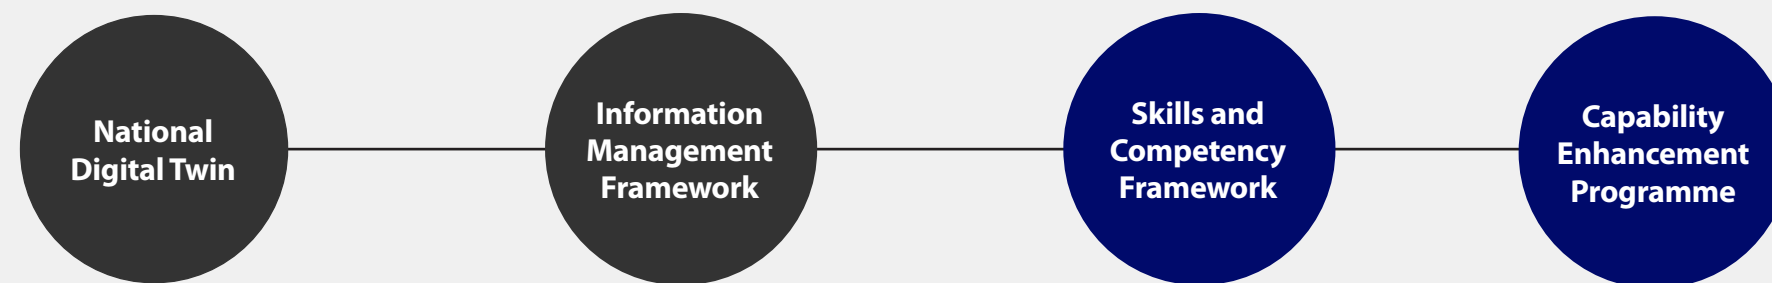 National
Digital Twin
Information
Management
Framework
Skills and
Competency
Framework
Capability
Enhancement
Programme